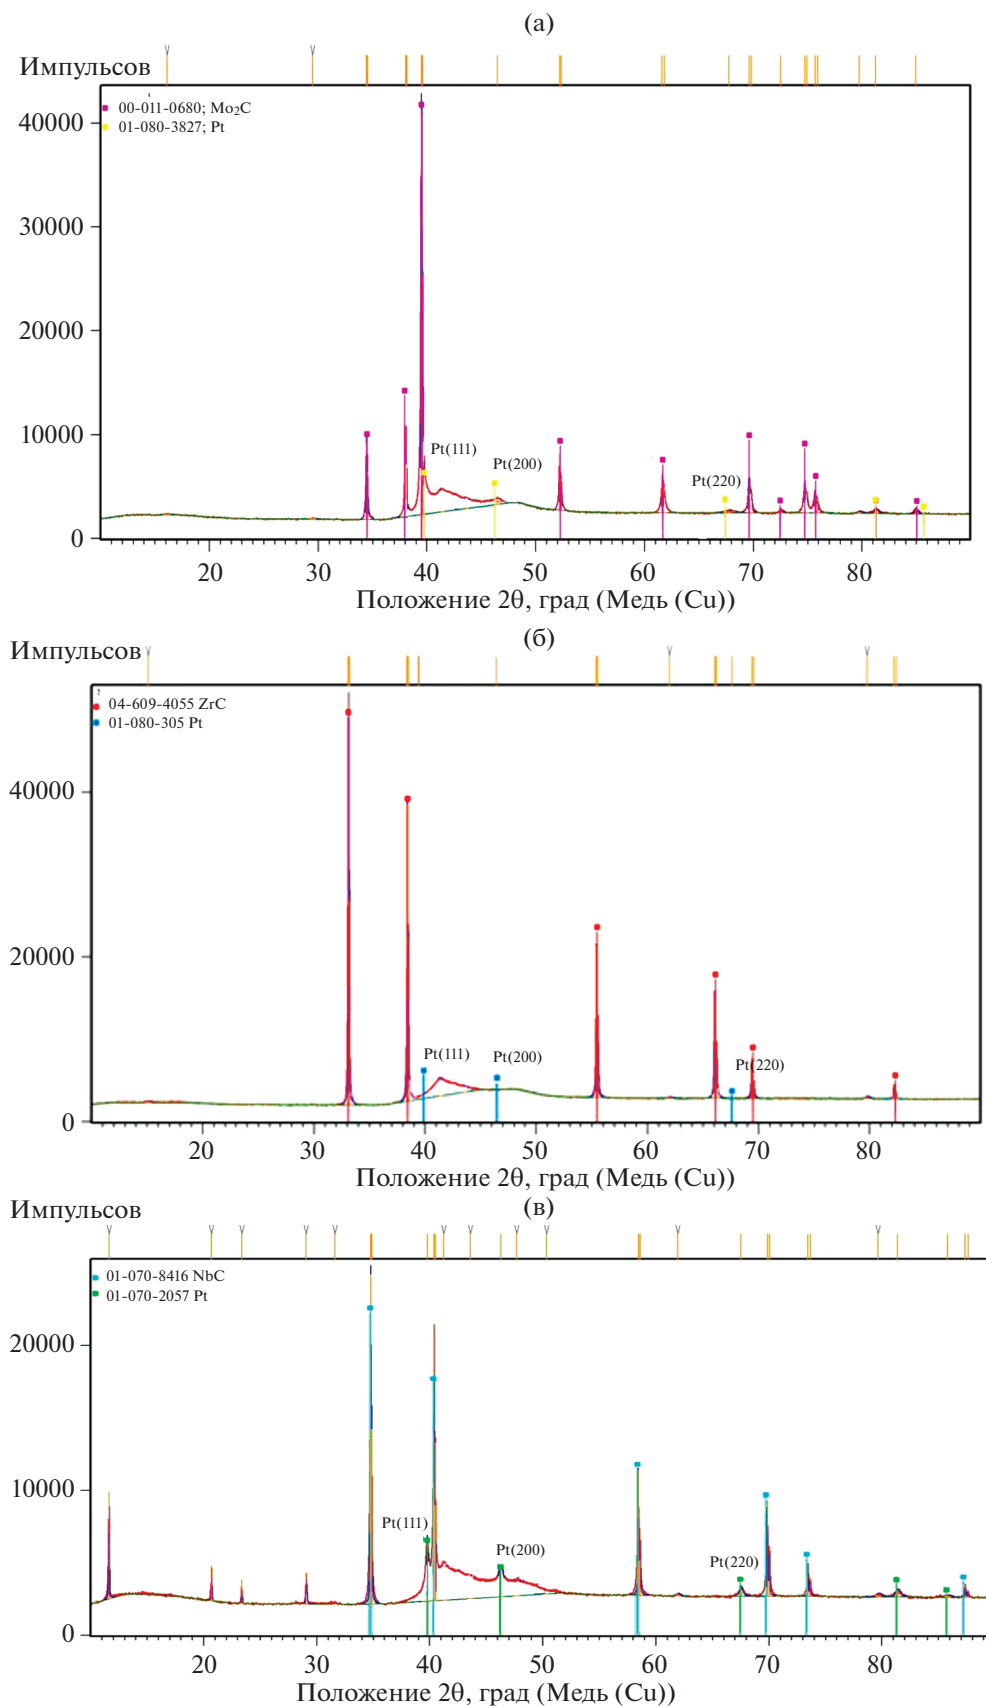 (а)
Импульсов
00-011-0680; Mo₂C
01-080-3827; Pt
40000
30000
20000
10000
0
Pt(111)
Pt(200)
Pt(220)
20 30 40 50 60 70 80
Положение 2θ, град (Медь (Cu))
(б)
Импульсов
04-609-4055 ZrC
01-080-305 Pt
40000
20000
0
Pt(111)
Pt(200)
Pt(220)
20 30 40 50 60 70 80
Положение 2θ, град (Медь (Cu))
(в)
Импульсов
01-070-8416 NbC
01-070-2057 Pt
20000
10000
0
Pt(111)
Pt(200)
Pt(220)
20 30 40 50 60 70 80
Положение 2θ, град (Медь (Cu))